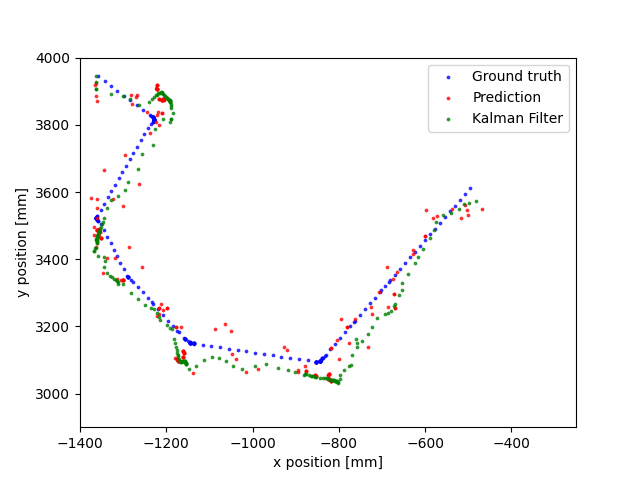 4000
3800
3600
3400
3200
3000
y position [mm]
Ground truth
Prediction
Kalman Filter
−1400 −1200 −1000 −800 −600 −400
x position [mm]